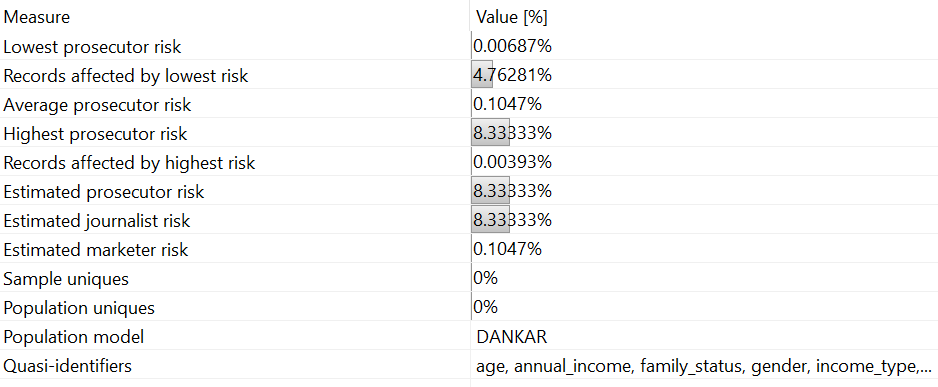 Measure Value [%]
Lowest prosecutor risk 0.00687%
Records affected by lowest risk 4.76281%
Average prosecutor risk 0.1047%
Highest prosecutor risk 8.33333%
Records affected by highest risk 0.00393%
Estimated prosecutor risk 8.33333%
Estimated journalist risk 8.33333%
Estimated marketer risk 0.1047%
Sample uniques 0%
Population uniques 0%
Population model DANKAR
Quasi-identifiers age, annual_income, family_status, gender, income_type,...